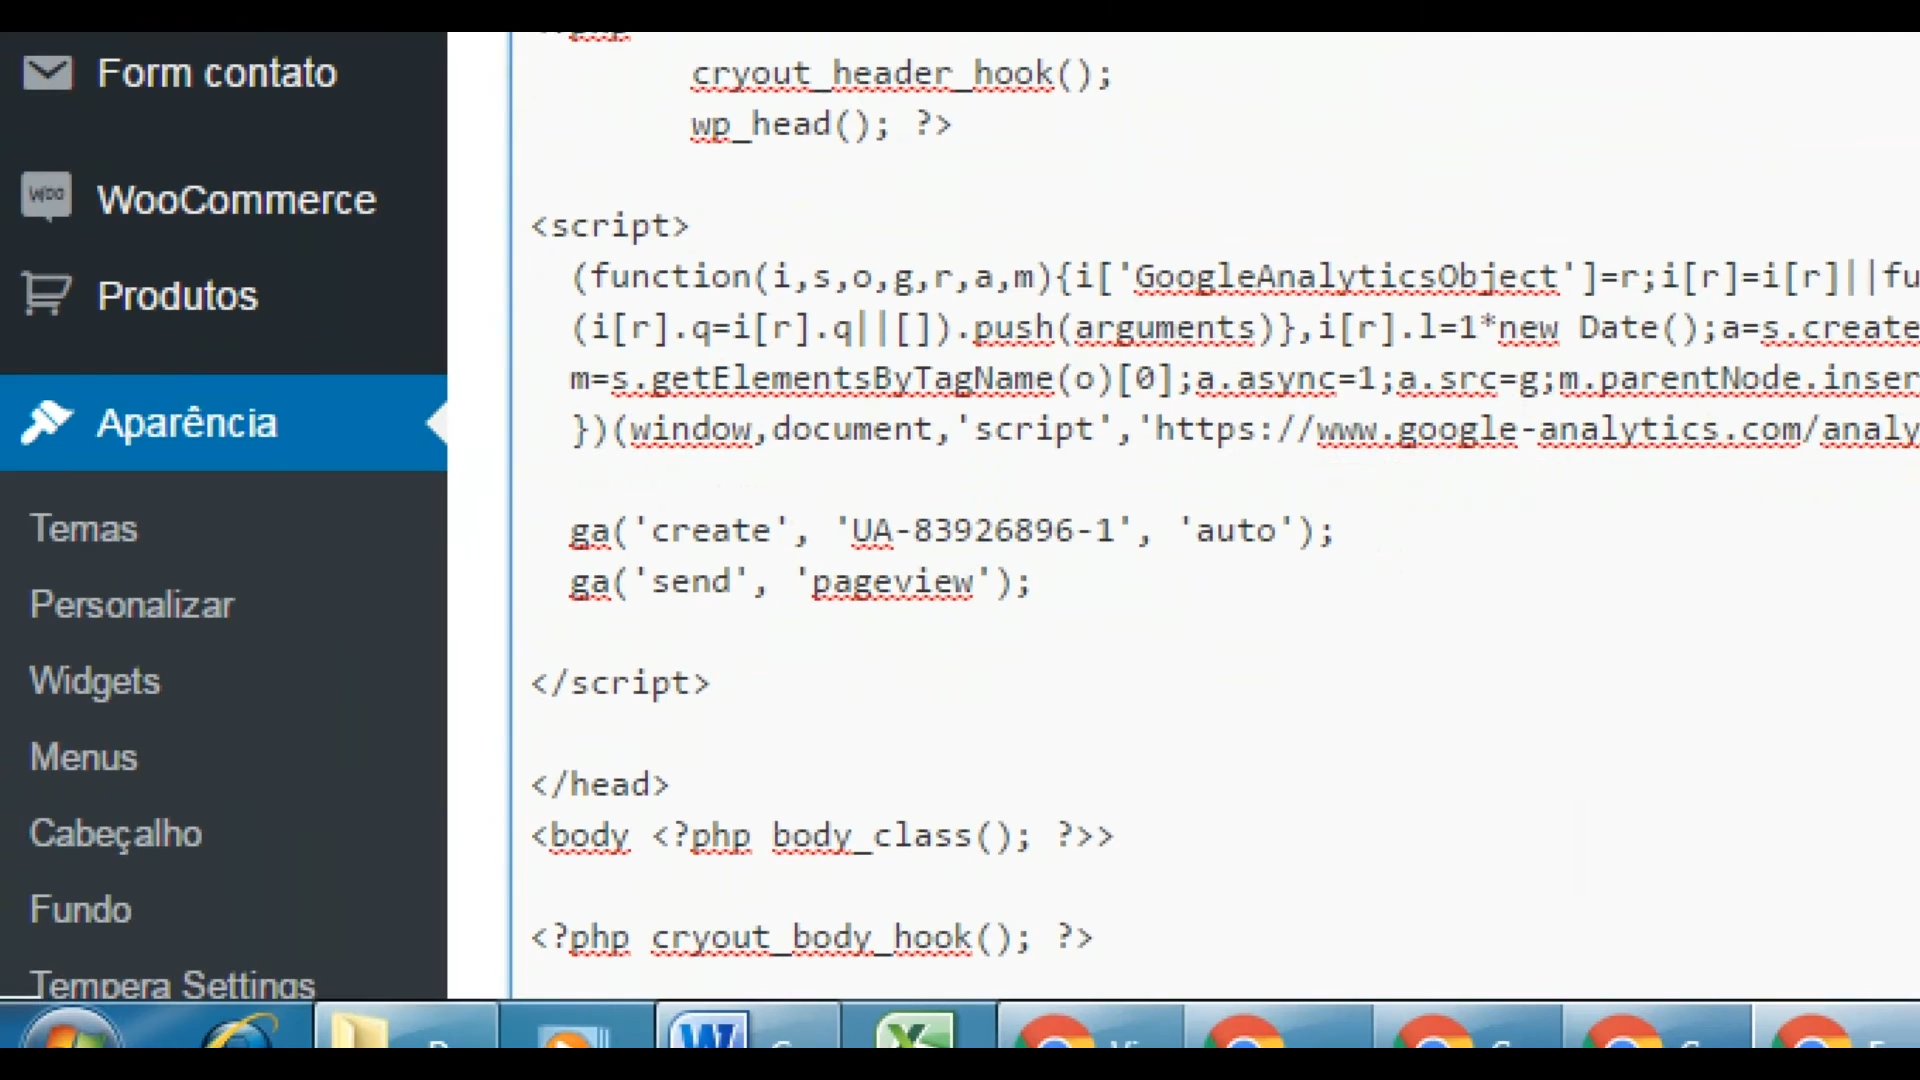 Form contato
WooCommerce
Produtos
Aparência
Temas
Personalizar
Widgets
Menus
Cabeçalho
Fundo
Tempera Settings
cryout_header_hook();
wp_head(); ?>
<script>
(function(i,s,o,g,r,a,m){i['GoogleAnalyticsObject']=r;i[r]=i[r]||fu
(i[r].q=i[r].q||[]).push(arguments)},i[r].l=1*new Date();a=s.create
m=s.getElementsByTagName(o)[0];a.async=1;a.src=g;m.parentNode.inser
})(window,document,'script','https://www.google-analytics.com/analy
ga('create', 'UA-83926896-1', 'auto');
ga('send', 'pageview');
</script>
</head>
<body <?php body_class(); ?>>
<?php cryout_body_hook(); ?>